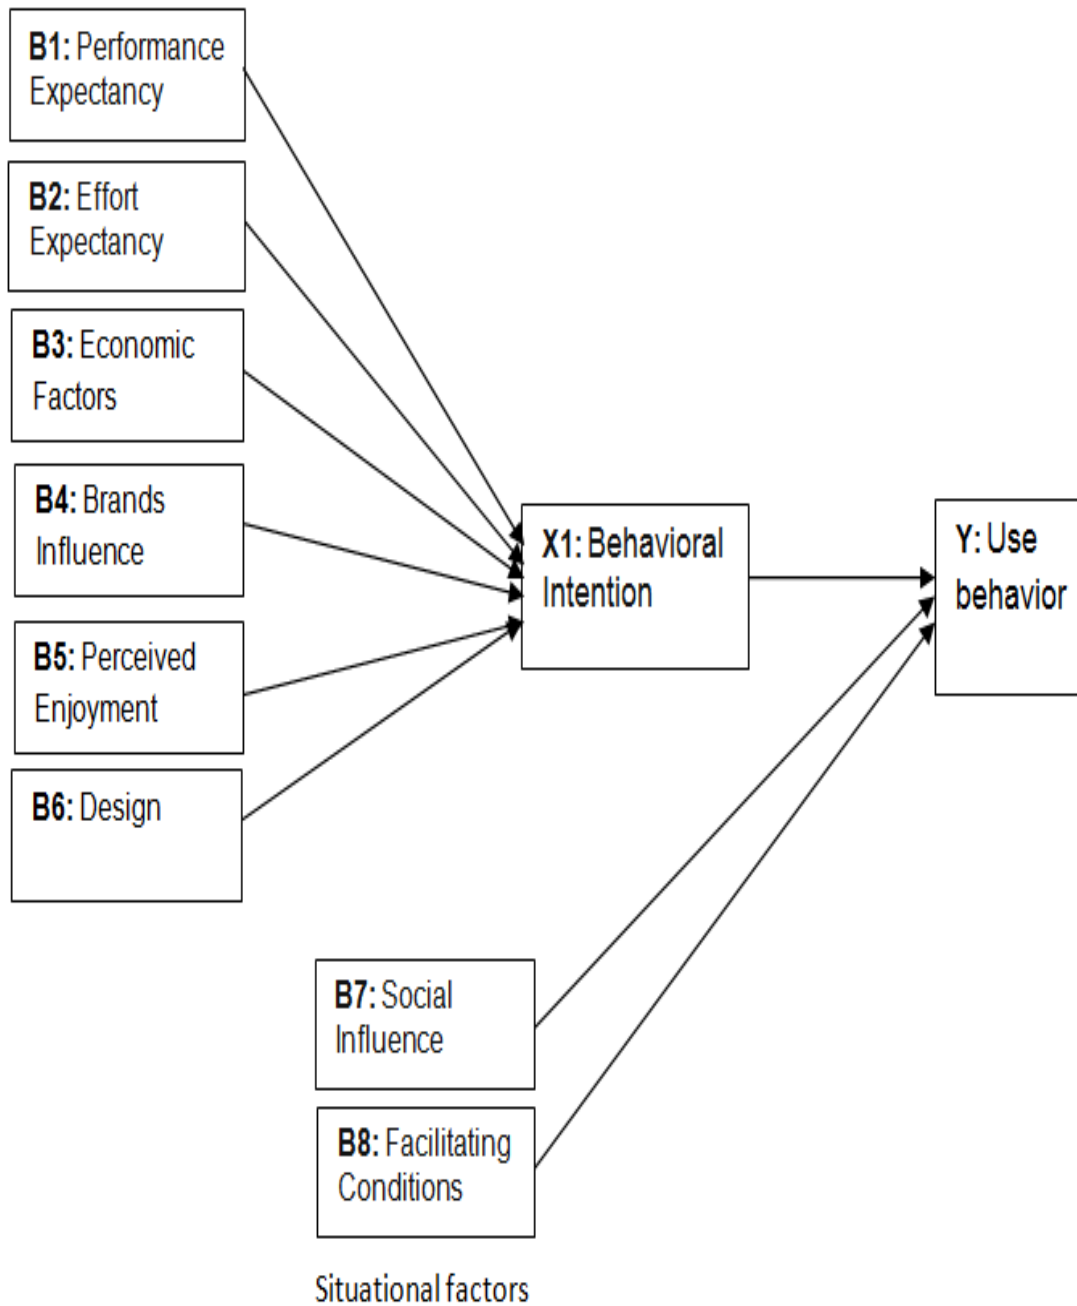 B1: Performance
Expectancy
B2: Effort
Expectancy
B3: Economic
Factors
B4: Brands
Influence
X1: Behavioral
Intention
Y: Use
behavior
B5: Perceived
Enjoyment
B6: Design
B7: Social
Influence
B8: Facilitating
Conditions
Situational factors